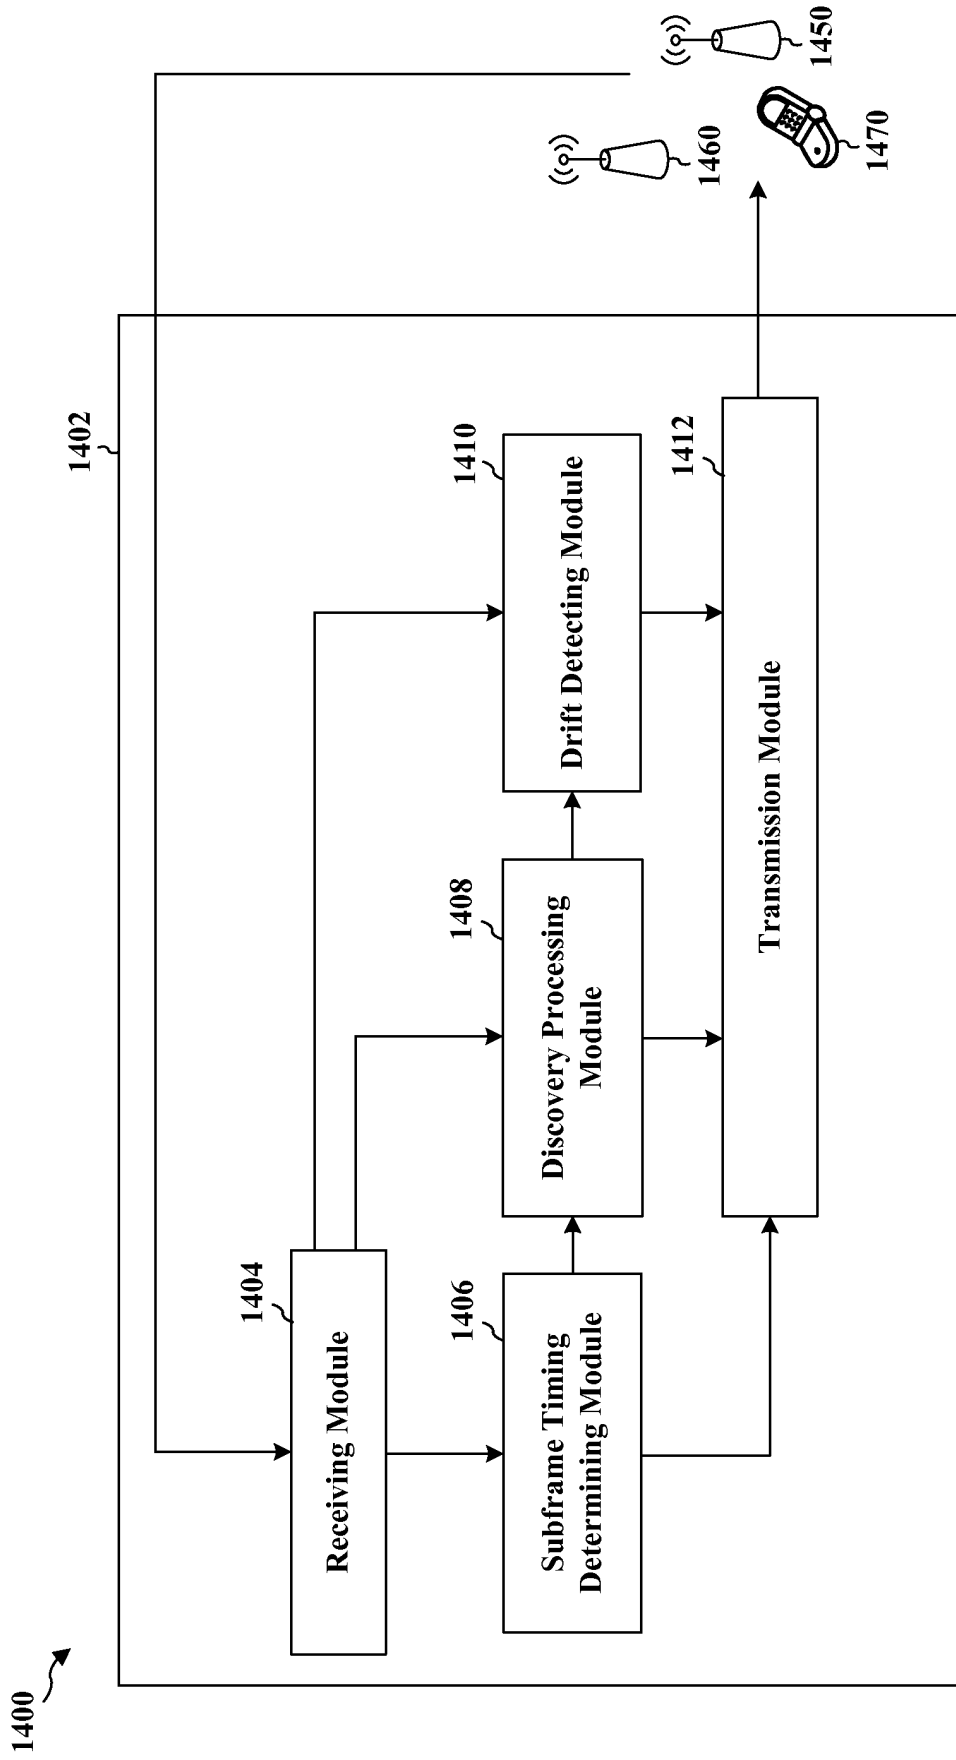 1400
1402
1404
Receiving Module
1406
Subframe Timing
Determining Module
1408
Discovery Processing
Module
1410
Drift Detecting Module
1412
Transmission Module
1450
1460
1470